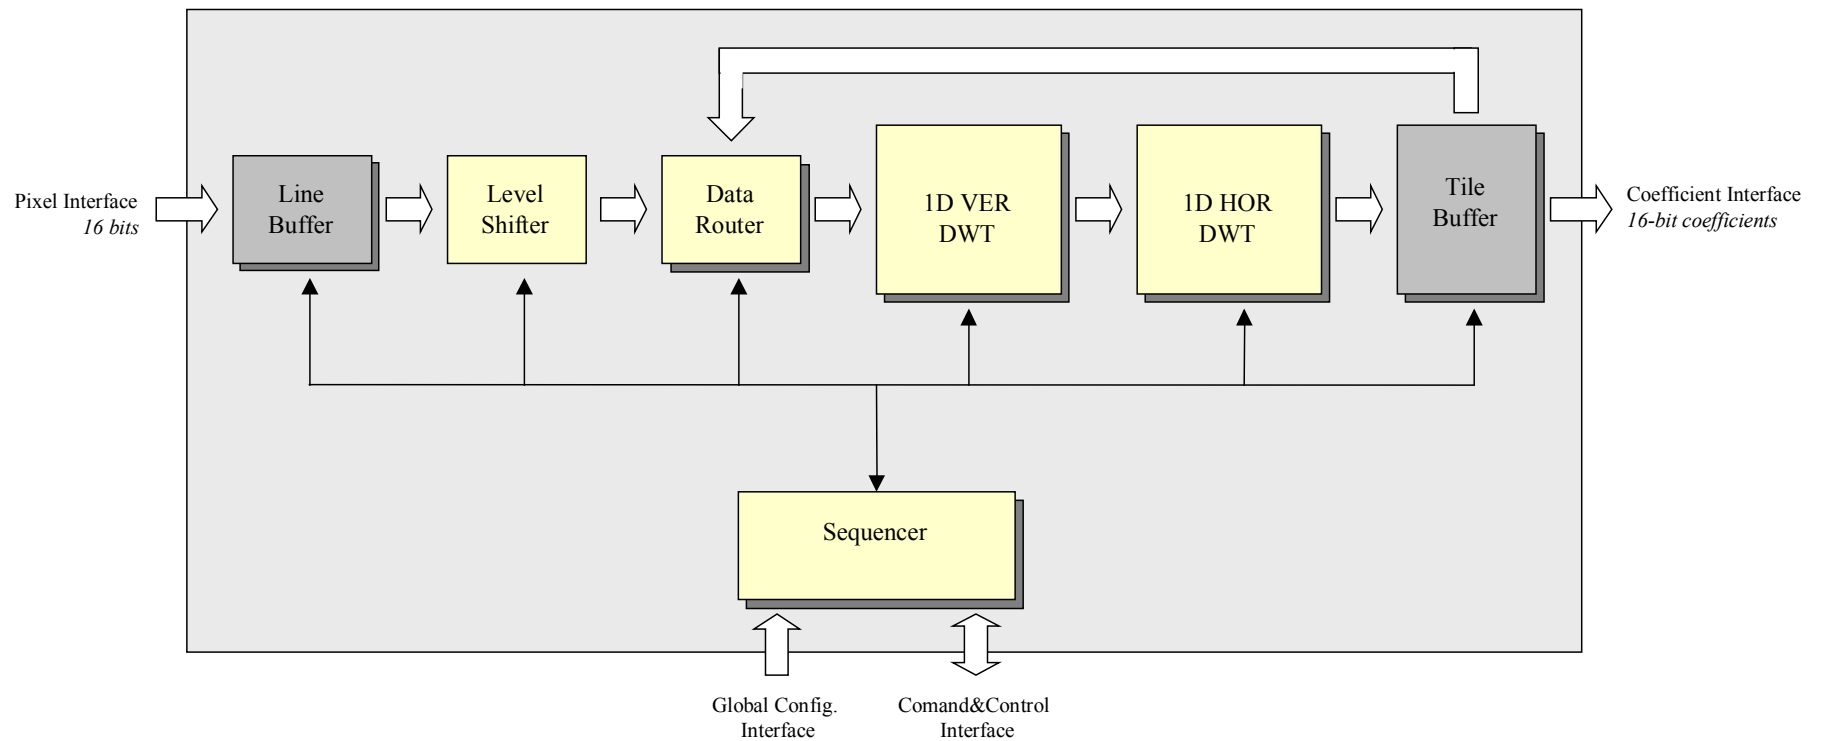 Pixel Interface
16 bits
Line
Buffer
Level
Shifter
Data
Router
1D VER
DWT
1D HOR
DWT
Tile
Buffer
Coefficient Interface
16-bit coefficients
Sequencer
Global Config.
Interface
Comand&Control
Interface